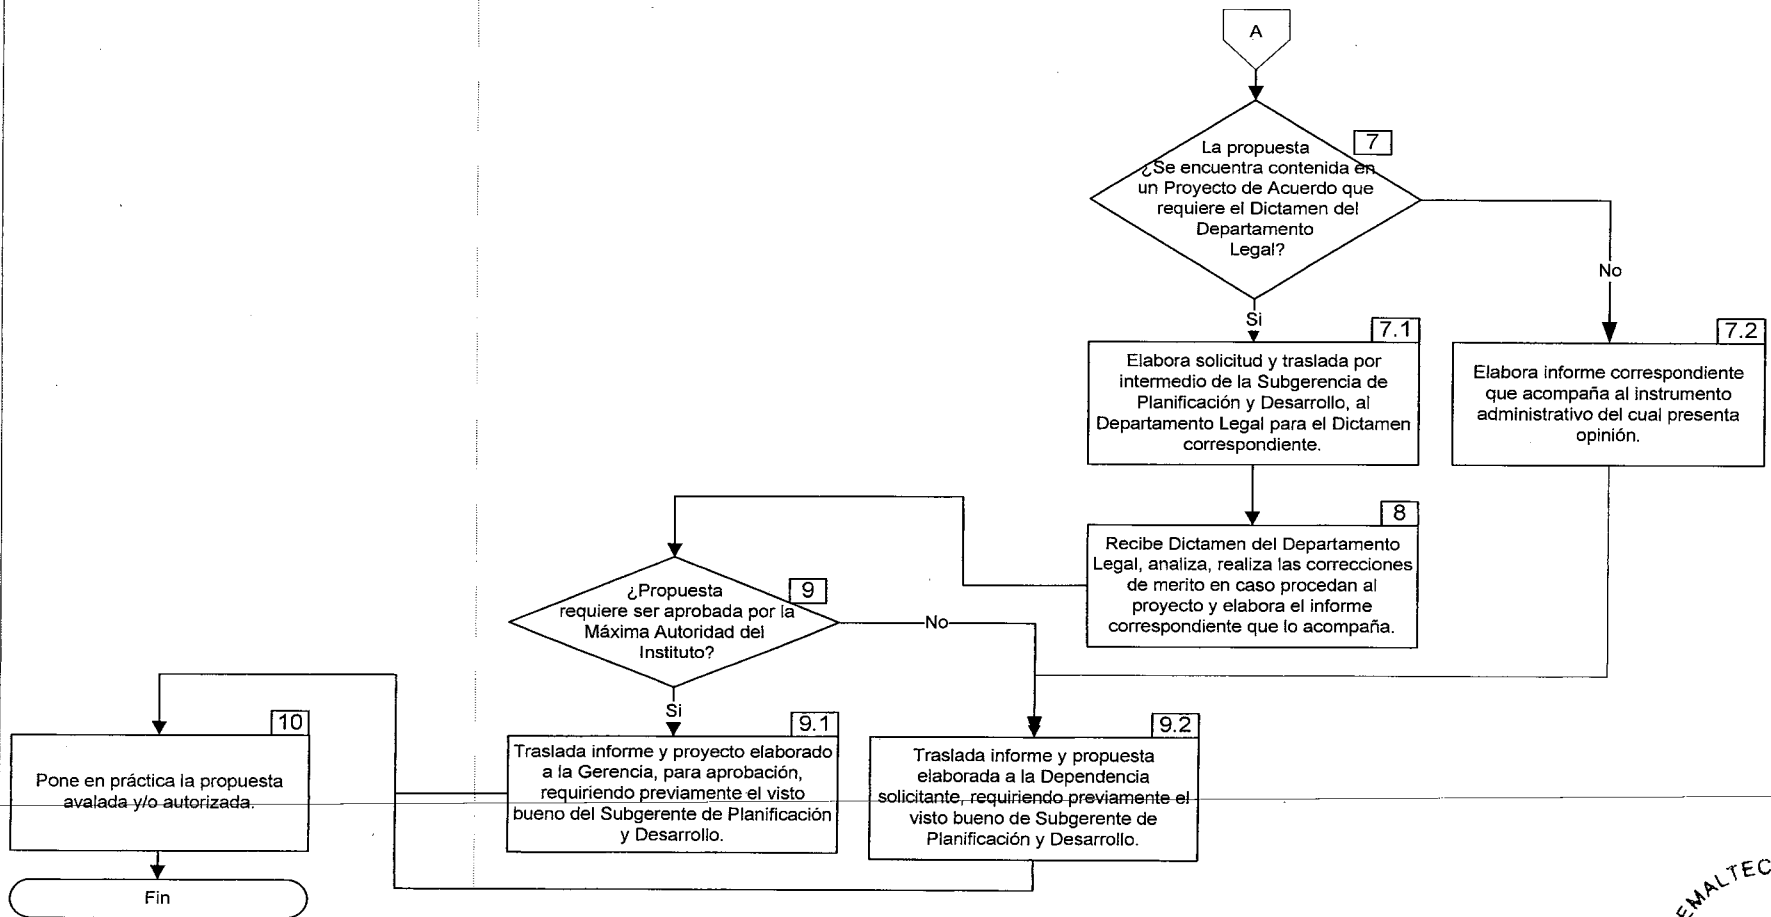 A
7
La propuesta
¿Se encuentra contenida en
un Proyecto de Acuerdo que
requiere el Dictamen del
Departamento
Legal?
No
Si
7.1
Elabora solicitud y traslada por
intermedio de la Subgerencia de
Planificación y Desarrollo, al
Departamento Legal para el Dictamen
correspondiente.
7.2
Elabora informe correspondiente
que acompaña al instrumento
administrativo del cual presenta
opinión.
8
Recibe Dictamen del Departamento
Legal, analiza, realiza las correcciones
de merito en caso procedan al
proyecto y elabora el informe
correspondiente que lo acompaña.
9
¿Propuesta
requiere ser aprobada por la
Máxima Autoridad del
Instituto?
No
Si
9.1
Traslada informe y proyecto elaborado
a la Gerencia, para aprobación,
requiriendo previamente el visto
bueno del Subgerente de Planificación
y Desarrollo.
9.2
Traslada informe y propuesta
elaborada a la Dependencia
solicitante, requiriendo previamente el
visto bueno de Subgerente de
Planificación y Desarrollo.
10
Pone en práctica la propuesta
avalada y/o autorizada.
Fin
EMALTEC